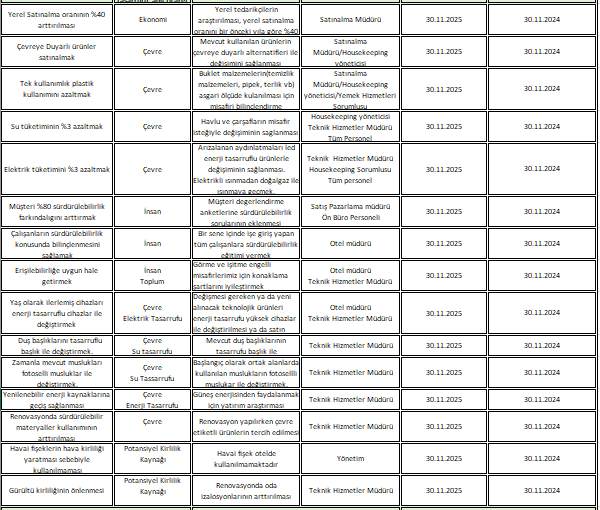 Yerel Satınalma oranının %40
arttırılması
Ekonomi
Yerel tedarikçilerin
araştırılması, yerel satınalma
oranını bir önceki yıla göre %40
Satınalma Müdürü
30.11.2025
30.11.2024
Çevreye Duyarlı ürünler
satınalmak
Çevre
Mevcut kullanılan ürünlerin
çevreye duyarlı alternatifleri ile
değişimini sağlanması
Satınalma
Müdürü/Housekeeping
yöneticisi
30.11.2025
30.11.2024
Tek kullanımlık plastik
kullanımını azaltmak
Çevre
Buklet malzemelerin(temizlik
malzemeleri, pipek, terlik vb)
asgari ölçüde kulanılması için
misafiri bilgilendirme
Satınalma
Müdürü/Housekeeping
yöneticisi/Yemek Hizmetleri
Sorumlusu
30.11.2025
30.11.2024
Su tüketiminin %3 azaltmak
Çevre
Havlu ve çarşafların misafir
isteğiyle değişiminin saglanması
Housekeeping yöneticisi
Teknik Hizmetler Müdürü
Tüm Personel
30.11.2025
30.11.2024
Elektrik tüketimini %3 azaltmak
Çevre
Arızalanan aydınlatmaları led
enerji tasarruflu ürünlerle
değişiminin sağlanması.
Elektrikli ısınmadan doğalgaz ile
ısınmaya geçmek.
Teknik Hizmetler Müdürü
Housekeeping Sorumlusu
Tüm personel
30.11.2025
30.11.2024
Müşteri %80 sürdürülebilirlik
farkındalığını arttırmak
İnsan
Müşteri degerlendirme
anketlerine sürdürülebilirlik
sorularının eklenmesi
Satış Pazarlama müdürü
Ön Büro Personeli
30.11.2025
30.11.2024
Çalışanların sürdürülebilirlik
konusunda bilinçlenmesini
sağlamak
İnsan
Bir sene içinde işe giriş yapan
tüm çalışanlara sürdürülebilirlik
eğitimi vermek
Otel müdürü
30.11.2025
30.11.2024
Erişilebilirliğe uygun hale
getirmek
İnsan
Toplum
Görme ve işitme engelli
misafirlerimiz için konaklama
şartlarını iyileştirmek
Otel müdürü
Teknik Hizmetler Müdürü
30.11.2025
30.11.2024
Yaş olarak ilerlemiş cihazları
enerji tasarruflu cihazlar ile
değiştirmek
Çevre
Elektrik Tasarrufu
Değişmesi gereken ya da yeni
alınacak teknolojik ürünleri
enerji tasarrufu yüksek cihazlar
ile değiştirilmesi ya da satın
Otel müdürü
Teknik Hizmetler Müdürü
30.11.2025
30.11.2024
Duş başlıklarını tasarruflu
başlık ile değiştirmek.
Çevre
Su tasarrufu
Mevcut duş başlıklarının
tasarruflu başlık ile
Teknik Hizmetler Müdürü
30.11.2025
30.11.2024
Zamanla mevcut muslukları
fotoselli musluklar ile
değiştirmek.
Çevre
Su Tassarrufu
Başlangıç olarak ortak alanlarda
kullanılan muslukların fotoselli
musluklar ile değiştirmek.
Teknik Hizmetler Müdürü
30.11.2025
30.11.2024
Yenilenebilir enerji kaynaklarına
geçiş sağlanması
Çevre
Enerji Tasarrufu
Güneş enerjisinden faydalanmak
için yatırım araştırması
Teknik Hizmetler Müdürü
30.11.2025
30.11.2024
Renovasyonda sürdürülebilir
materyaller kullanımının
arttırılması
Çevre
Renovasyon yapılırken çevre
etiketli ürünlerin tercih edilmesi
Teknik Hizmetler Müdürü
30.11.2025
30.11.2024
Havai fişeklerin hava kirliliği
yaratması sebebiyle
kullanılmaması
Potansiyel Kirlilik
Kaynağı
Havai fişek otelde
kullanılmamaktadır
Yönetim
30.11.2025
30.11.2024
Gürültü kirliliğinin önlenmesi
Potansiyel Kirlilik
Kaynağı
Renovasyonda oda
izalosyonlarının arttırılması
Teknik Hizmetler Müdürü
30.11.2025
30.11.2024